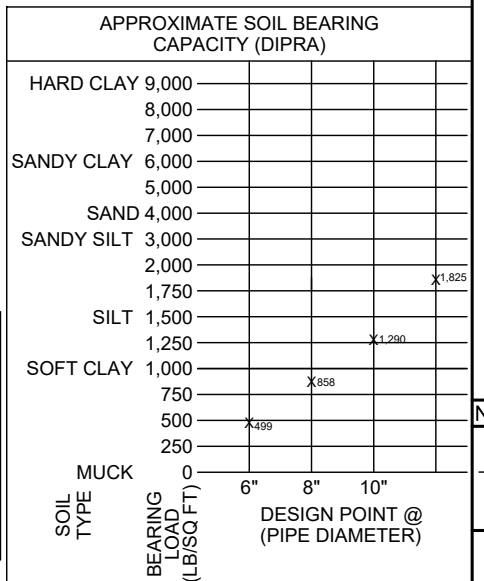 APPROXIMATE SOIL BEARING
CAPACITY (DIPRA)
HARD CLAY 9,000
8,000
7,000
SANDY CLAY 6,000
5,000
SAND 4,000
SANDY SILT 3,000
2,000
1,750
X 1,825
SILT 1,500
1,250
X 1,290
SOFT CLAY 1,000
X 858
750
500
X 499
250
MUCK 0
6" 8" 10"
SOIL
TYPE
BEARING
LOAD
(LB/SQ FT)
DESIGN POINT @
(PIPE DIAMETER)
N